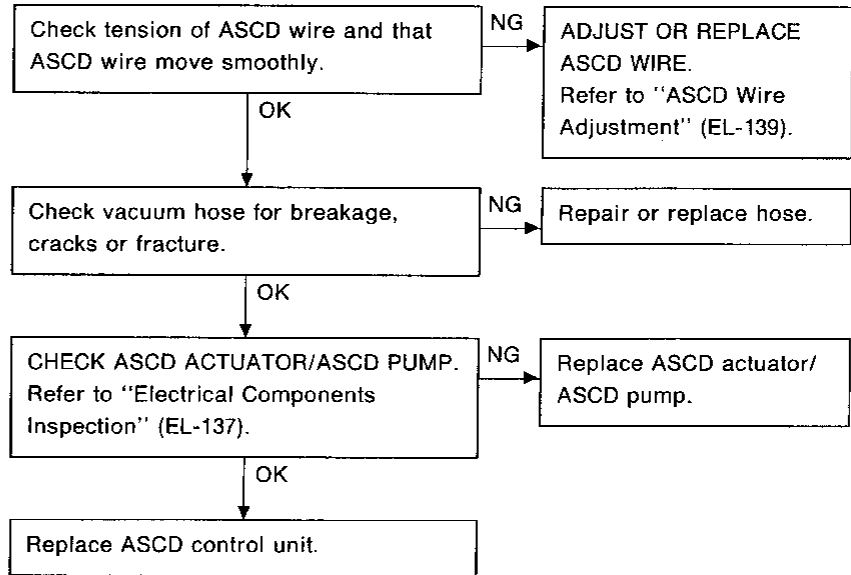 Check tension of ASCD wire and that
ASCD wire move smoothly.
NG
ADJUST OR REPLACE
ASCD WIRE.
Refer to "ASCD Wire
Adjustment" (EL-139).
OK
Check vacuum hose for breakage,
cracks or fracture.
NG
Repair or replace hose.
OK
CHECK ASCD ACTUATOR/ASCD PUMP.
Refer to "Electrical Components
Inspection" (EL-137).
NG
Replace ASCD actuator/
ASCD pump.
OK
Replace ASCD control unit.